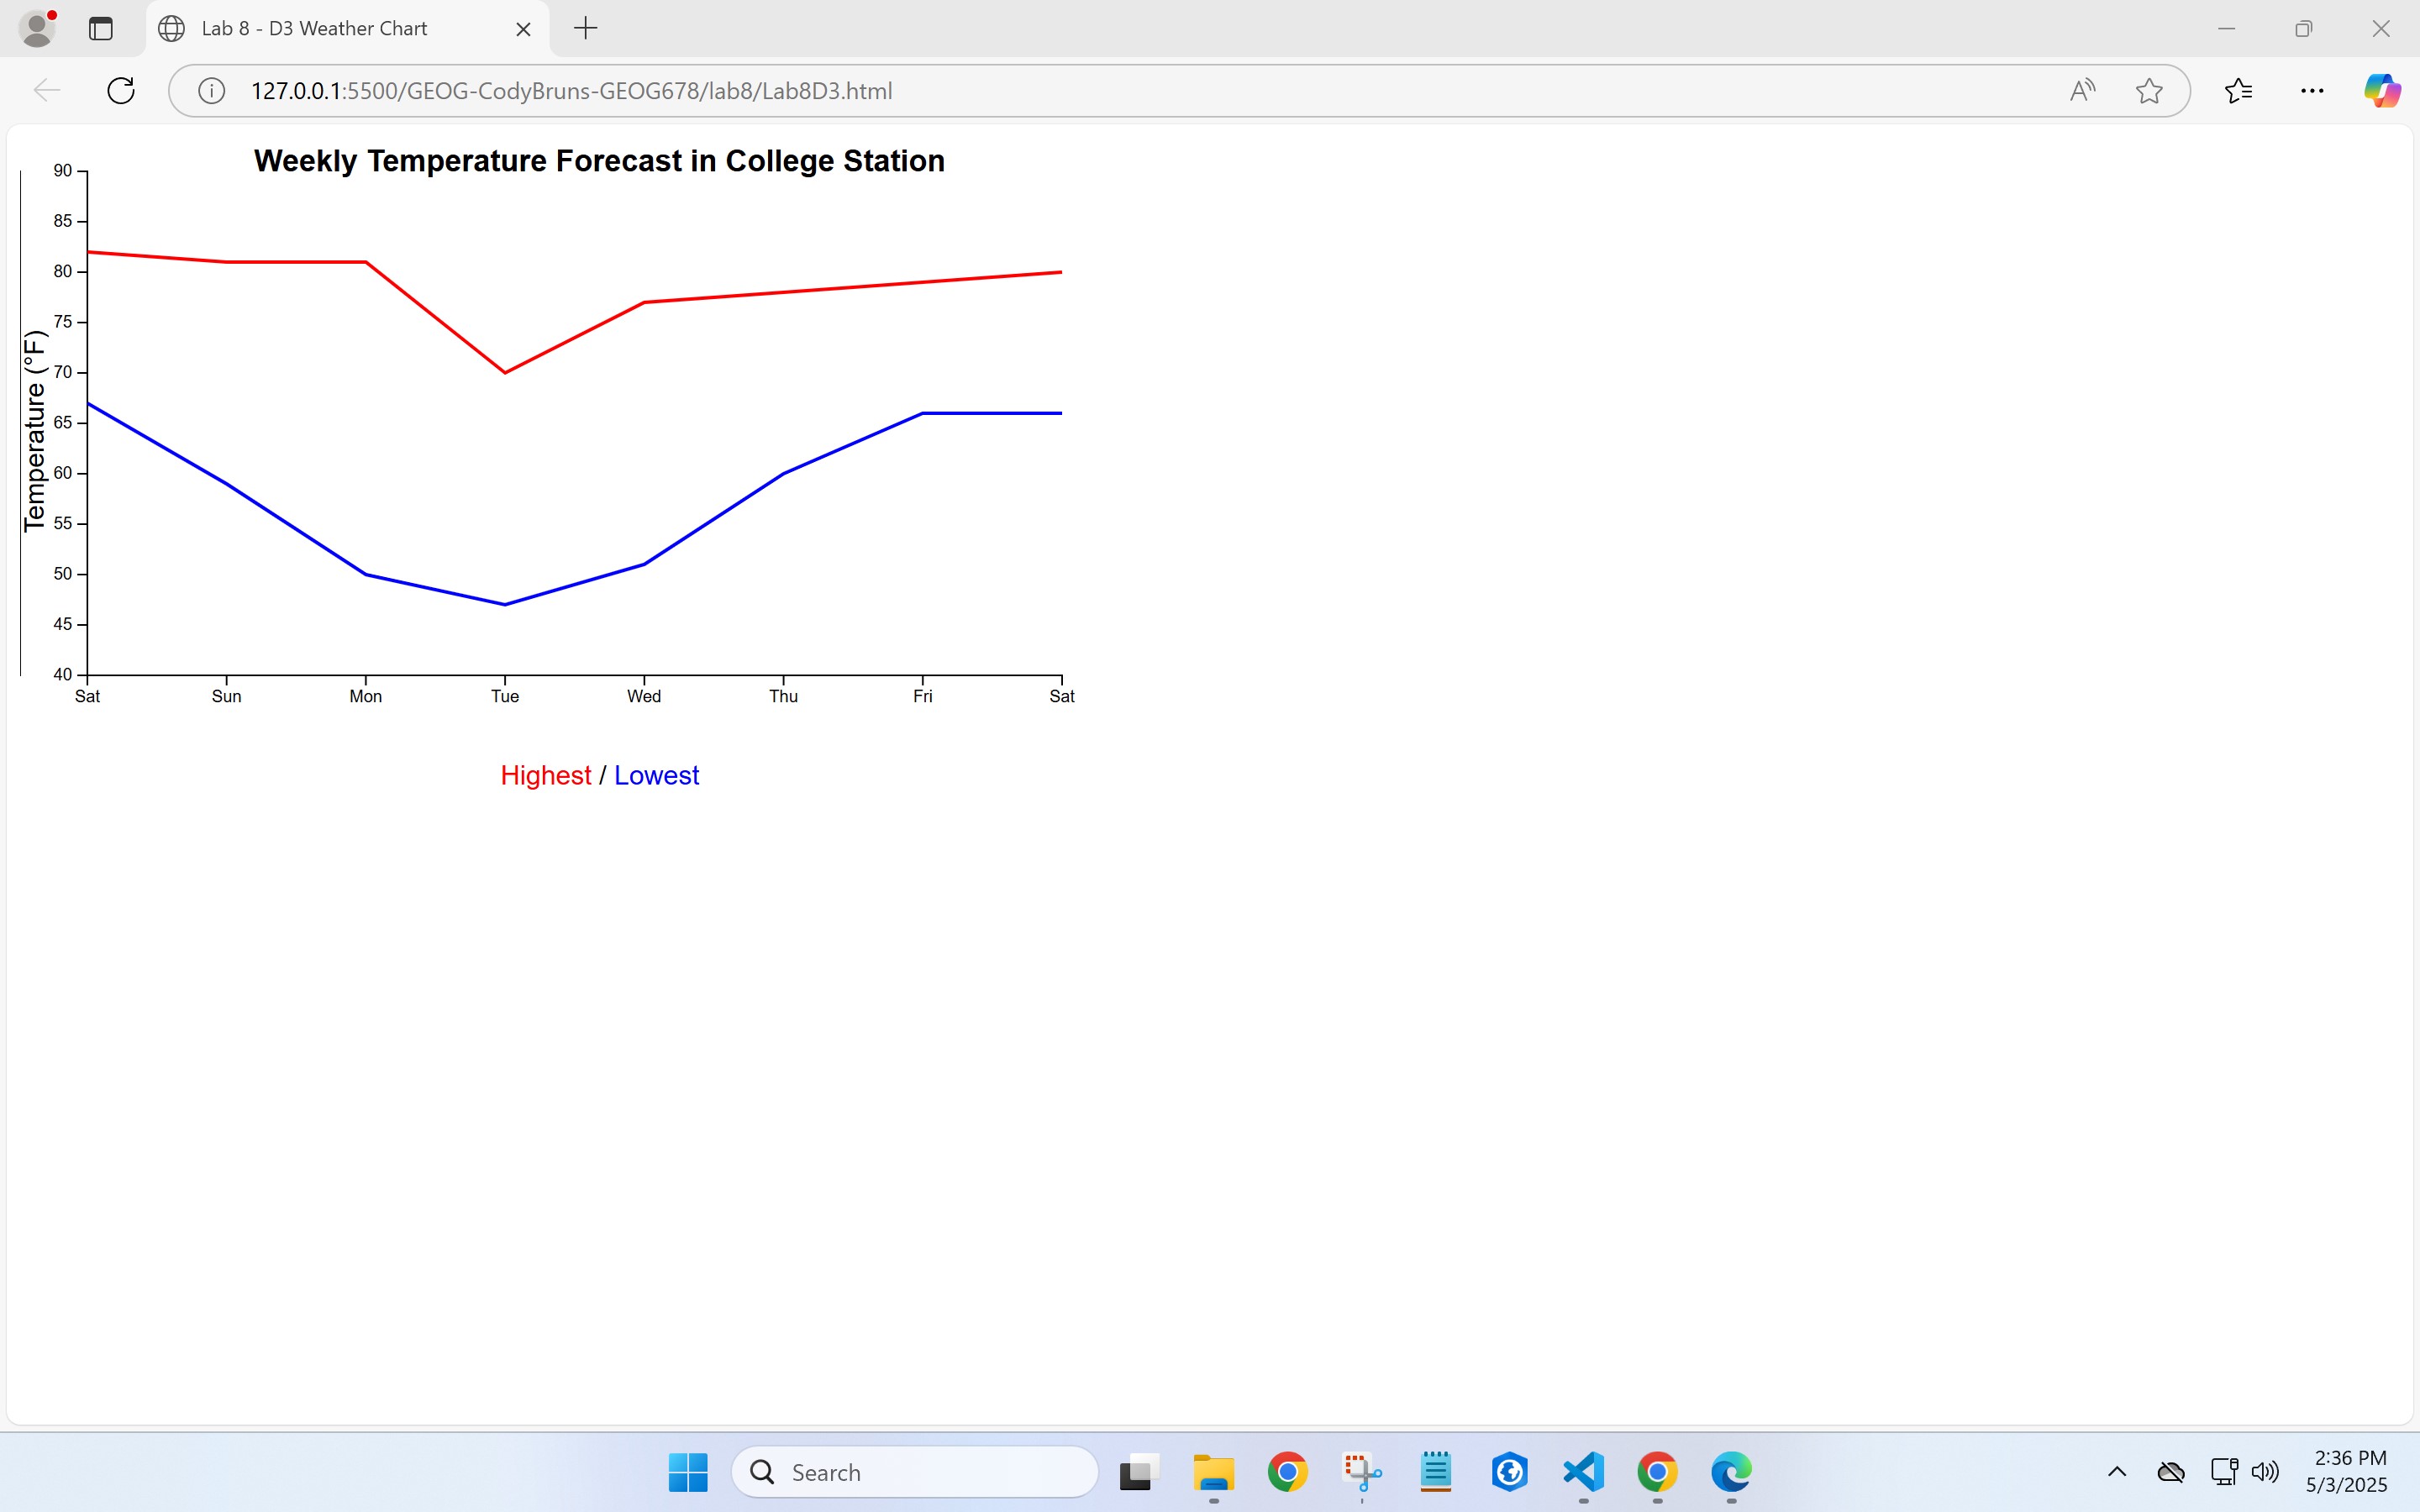 Lab 8 - D3 Weather Chart
127.0.0.1:5500/GEOG-CodyBruns-GEOG678/lab8/Lab8D3.html
Weekly Temperature Forecast in College Station
90
85
80
75
70
65
60
55
50
45
40
Temperature (°F)
Sat Sun Mon Tue Wed Thu Fri Sat
Highest / Lowest
Search
2:36 PM
5/3/2025